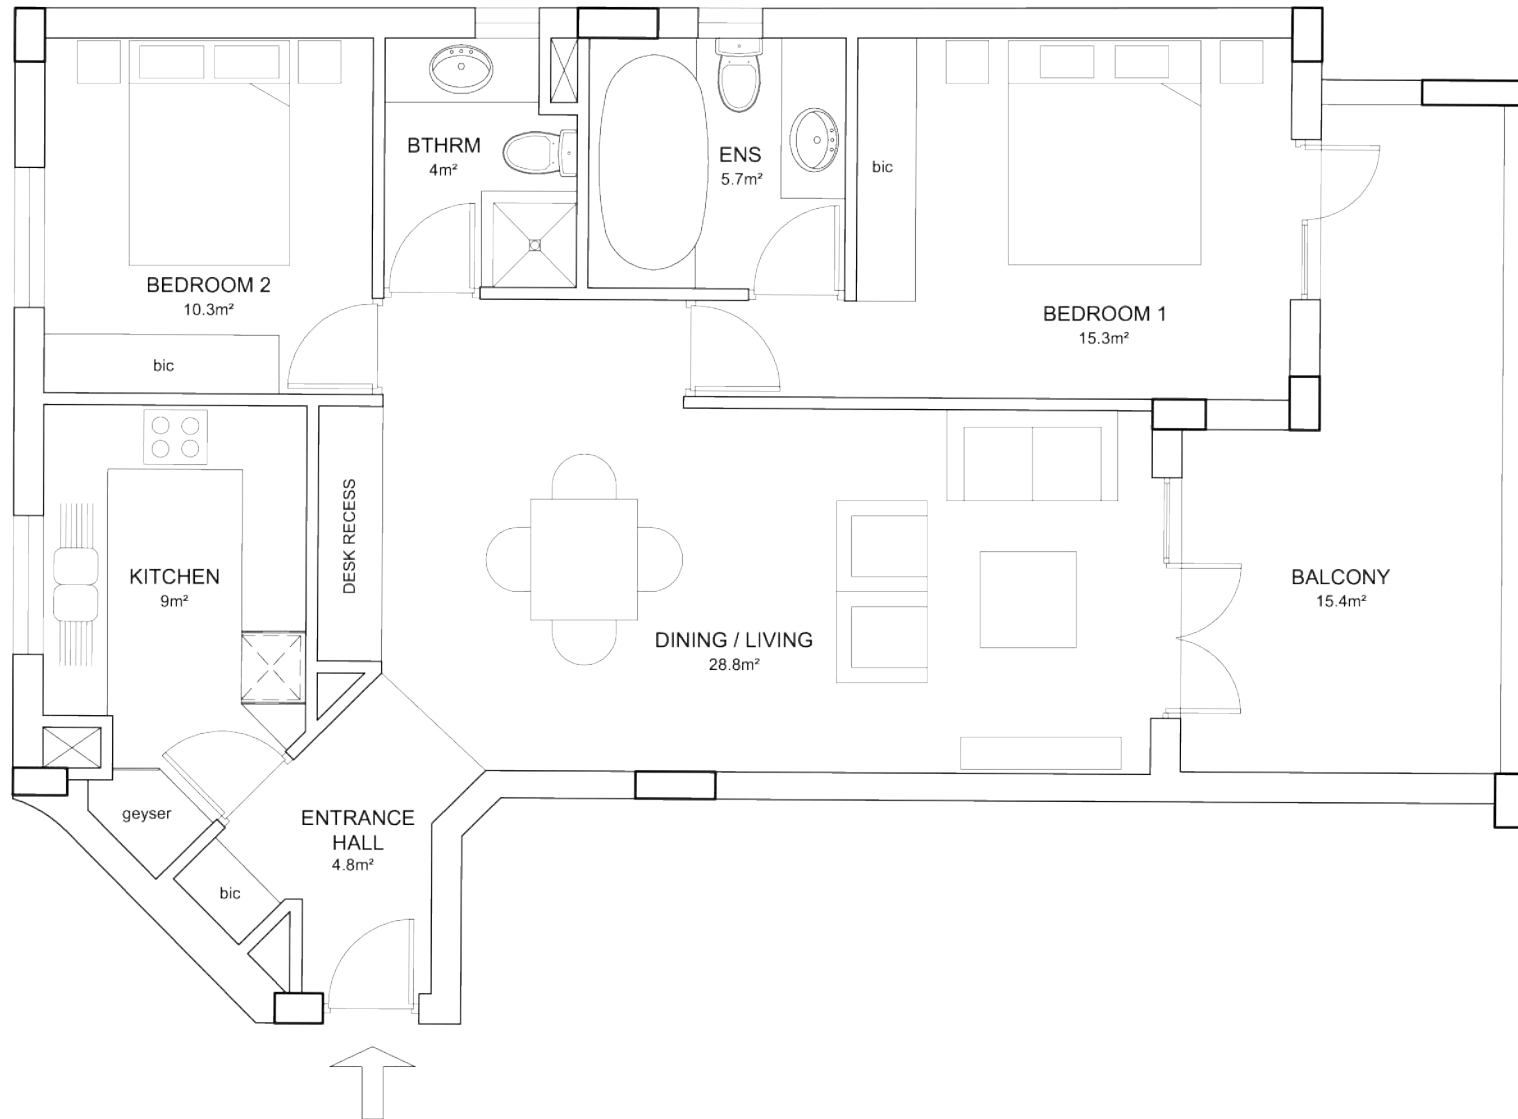 BTHRM
4m²
ENS
5.7m²
bic
BEDROOM 2
10.3m²
BEDROOM 1
15.3m²
bic
DESK RECESS
KITCHEN
9m²
DINING / LIVING
28.8m²
BALCONY
15.4m²
geyser
ENTRANCE
HALL
4.8m²
bic